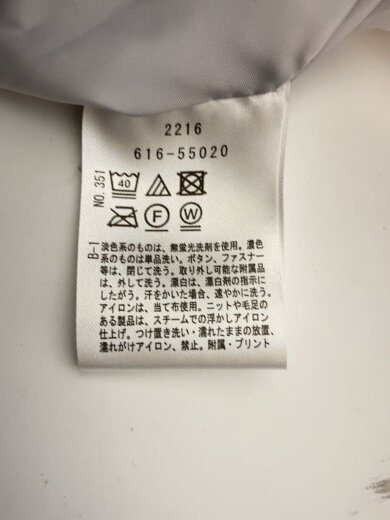 2216
616-55020
NO. 351
40
F
W
B-1
淡色系のものは、無蛍光洗剤を使用。濃色
系のものは単品洗い。ボタン、ファスナー
等は、閉じて洗う。取り外し可能な附属品
は、外して洗う。漂白は、漂白剤の指示に
したがう。汗をかいた場合、速やかに洗う。
アイロンは、当て布使用。ニットや毛足の
ある製品は、スチームでの浮かしアイロン
仕上げ。つけ置き洗い・濡れたままの放置、
濡れがけアイロン、禁止。附属・プリント